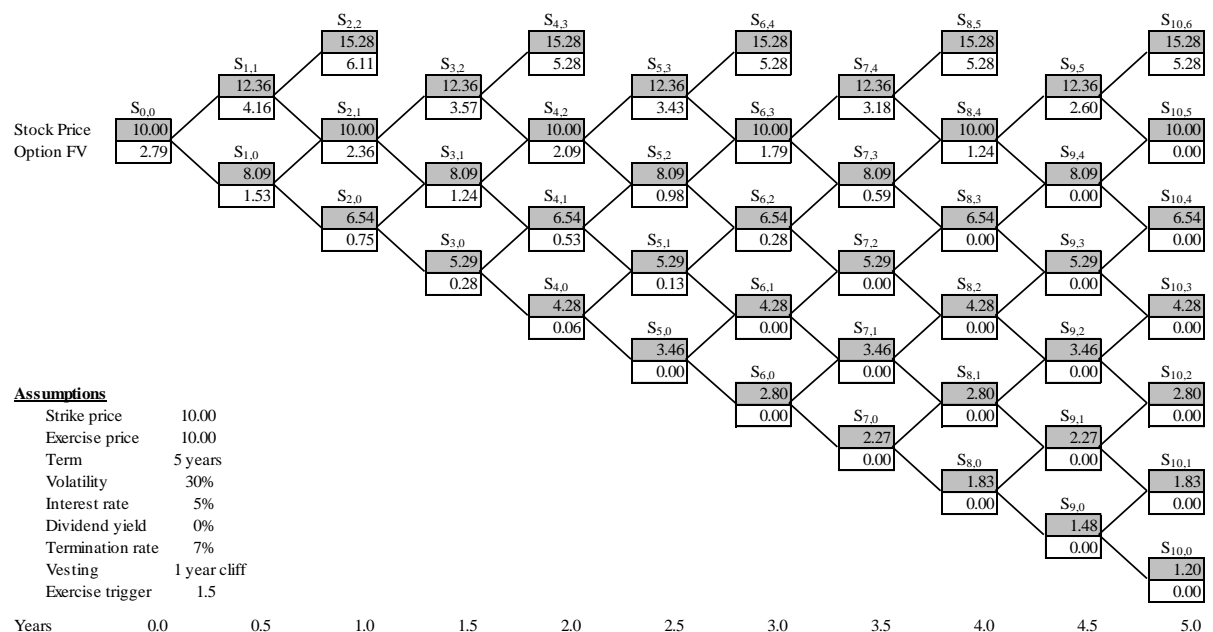 S2,2 S4,3 S6,4 S8,5 S10,6
15.28 15.28 15.28 15.28 15.28
6.11 5.28 5.28 5.28 5.28
S1,1 S3,2 S5,3 S7,4 S9,5
12.36 12.36 12.36 12.36 12.36
4.16 3.57 3.43 3.18 2.60
S0,0 S2,1 S4,2 S6,3 S8,4 S10,5
Stock Price 10.00 10.00 10.00 10.00 10.00 10.00
Option FV 2.79 2.36 2.09 1.79 1.24 0.00
S1,0 S3,1 S5,2 S7,3 S9,4
8.09 8.09 8.09 8.09 8.09
1.53 1.24 0.98 0.59 0.00
S2,0 S4,1 S6,2 S8,3 S10,4
6.54 6.54 6.54 6.54 6.54
0.75 0.53 0.28 0.00 0.00
S3,0 S5,1 S7,2 S9,3
5.29 5.29 5.29 5.29
0.28 0.13 0.00 0.00
S4,0 S6,1 S8,2 S10,3
4.28 4.28 4.28 4.28
0.06 0.00 0.00 0.00
S5,0 S7,1 S9,2
3.46 3.46 3.46
0.00 0.00 0.00
S6,0 S8,1 S10,2
2.80 2.80 2.80
0.00 0.00 0.00
S7,0 S9,1
2.27 2.27
0.00 0.00
S8,0 S10,1
1.83 1.83
0.00 0.00
S9,0
1.48
0.00
S10,0
1.20
0.00
Assumptions
Strike price 10.00
Exercise price 10.00
Term 5 years
Volatility 30%
Interest rate 5%
Dividend yield 0%
Termination rate 7%
Vesting 1 year cliff
Exercise trigger 1.5
Years 0.0 0.5 1.0 1.5 2.0 2.5 3.0 3.5 4.0 4.5 5.0